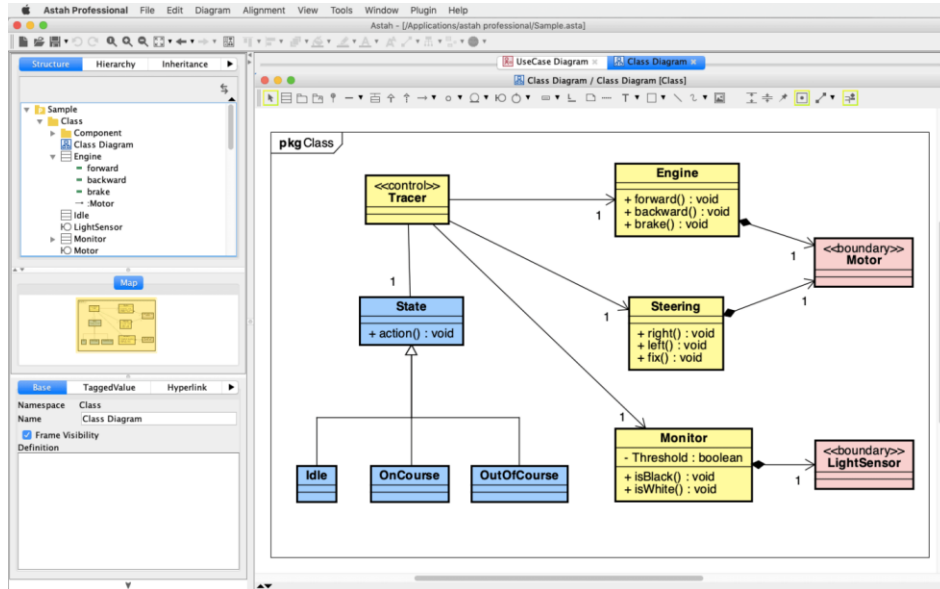 Astah Professional File Edit Diagram Alignment View Tools Window Plugin Help
Astah - [/Applications/astah professional/Sample.asta]
Structure Hierarchy Inheritance
Sample
Class
Component
Class Diagram
Engine
forward
backward
brake
:Motor
Idle
LightSensor
Monitor
Motor
Map
Base TaggedValue Hyperlink
Namespace Class
Name Class Diagram
Frame Visibility
Definition
UseCase Diagram × Class Diagram ×
Class Diagram / Class Diagram [Class]
pkg Class
<<control>>
Tracer
Engine
+ forward() : void
+ backward() : void
+ brake() : void
1
1
<<boundary>>
Motor
1
State
+ action() : void
1
Steering
+ right() : void
+ left() : void
+ fix() : void
1
1
Monitor
- Threshold : boolean
+ isBlack() : void
+ isWhite() : void
1
<<boundary>>
LightSensor
Idle
OnCourse
OutOfCourse